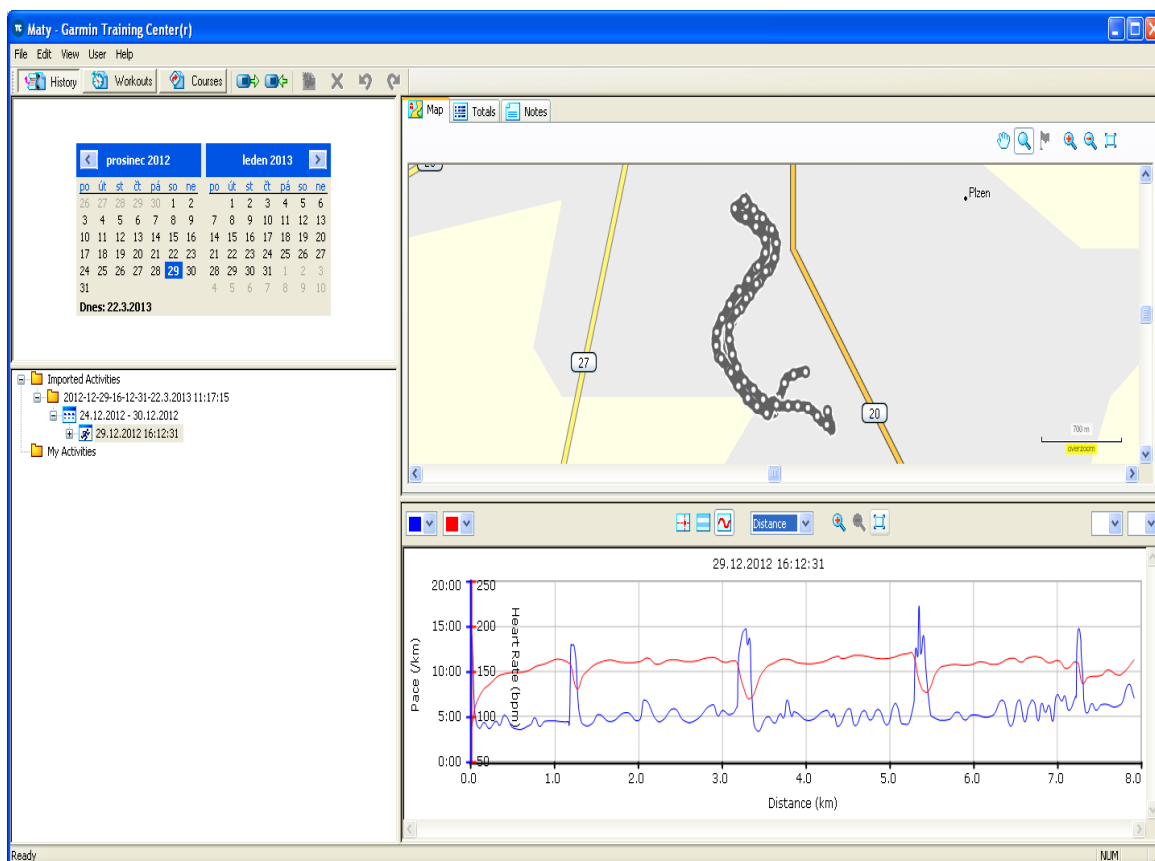 Maty - Garmin Training Center(r)
File Edit View User Help
History Workouts Courses
prosinec 2012
po út st čt pá so ne
26 27 28 29 30 1 2
3 4 5 6 7 8 9
10 11 12 13 14 15 16
17 18 19 20 21 22 23
24 25 26 27 28 29 30
31
leden 2013
po út st čt pá so ne
1 2 3 4 5 6
7 8 9 10 11 12 13
14 15 16 17 18 19 20
21 22 23 24 25 26 27
28 29 30 31 1 2 3
4 5 6 7 8 9 10
Dnes: 22.3.2013
Imported Activities
2012-12-29-16-12-31-22.3.2013 11:17:15
24.12.2012 - 30.12.2012
29.12.2012 16:12:31
My Activities
Map Totals Notes
Plzen
27
20
700 m
overzoom
Distance
29.12.2012 16:12:31
Pace (/km)
20:00
15:00
10:00
5:00
0:00
Heart Rate (bpm)
250
200
150
100
50
0.0 1.0 2.0 3.0 4.0 5.0 6.0 7.0 8.0
Distance (km)
Ready
NUM